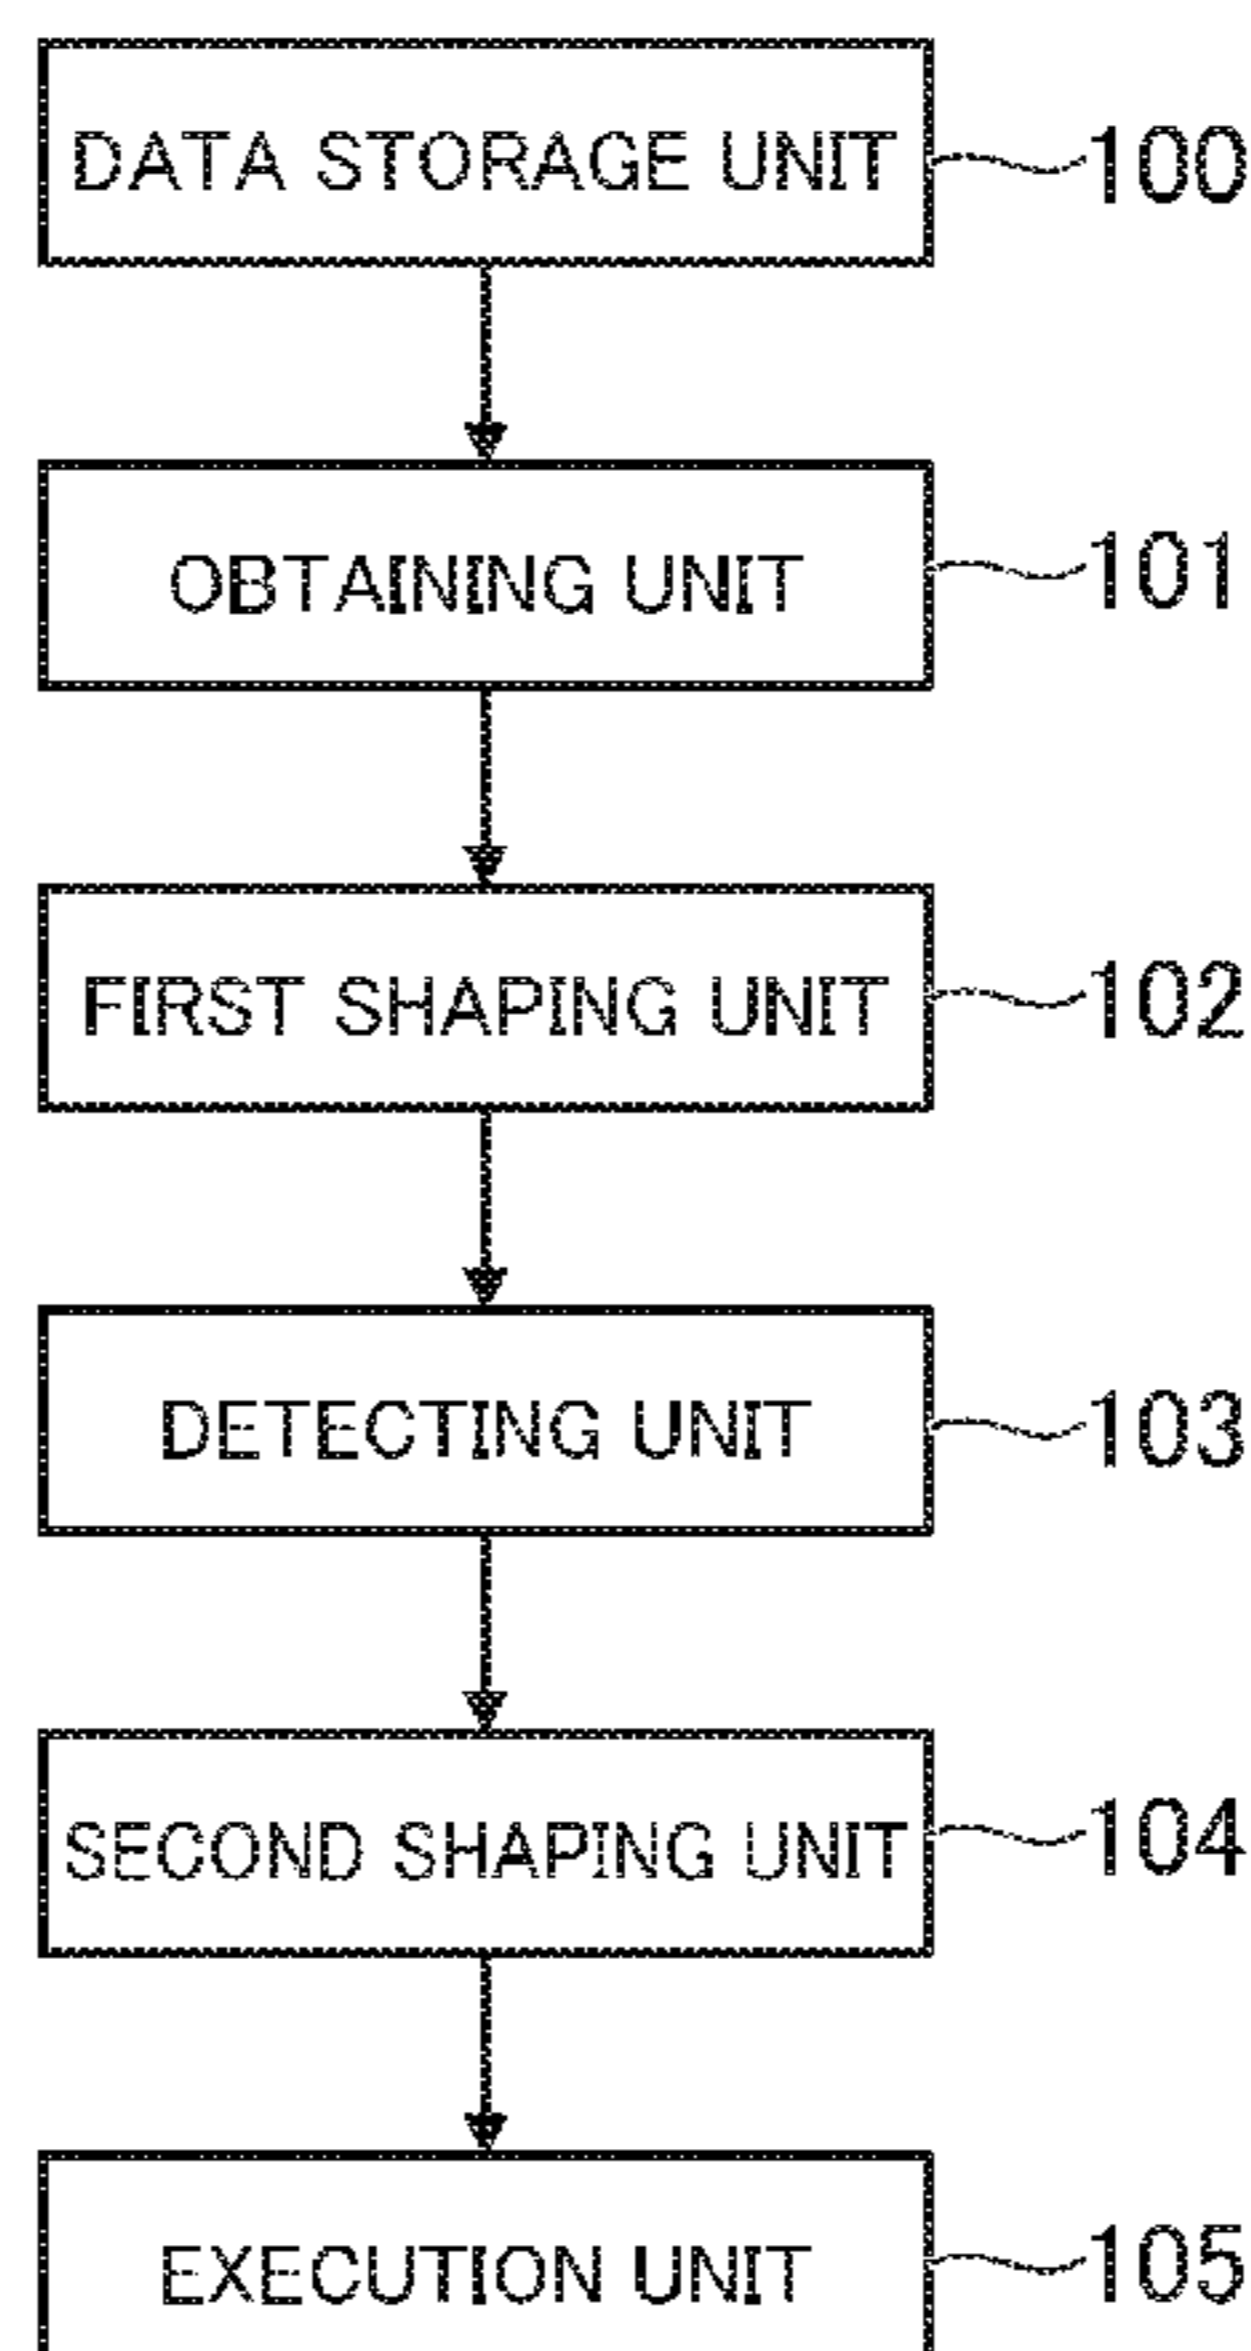 DATA STORAGE UNIT 100
OBTAINING UNIT 101
FIRST SHAPING UNIT 102
DETECTING UNIT 103
SECOND SHAPING UNIT 104
EXECUTION UNIT 105